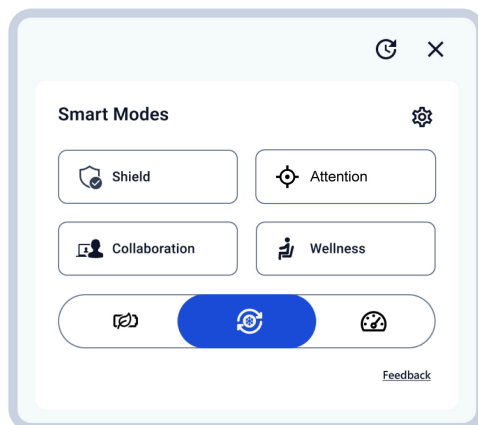 Smart Modes
Shield
Attention
Collaboration
Wellness
Feedback